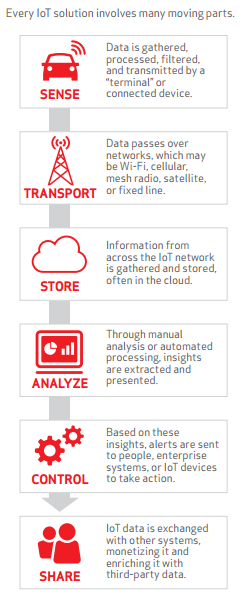 Every IoT solution involves many moving parts.
SENSE
Data is gathered,
processed, filtered,
and transmitted by a
“terminal” or
connected device.
TRANSPORT
Data passes over
networks, which may
be Wi-Fi, cellular,
mesh radio, satellite,
or fixed line.
STORE
Information from
across the IoT network
is gathered and stored,
often in the cloud.
ANALYZE
Through manual
analysis or automated
processing, insights
are extracted and
presented.
CONTROL
Based on these
insights, alerts are sent
to people, enterprise
systems, or IoT devices
to take action.
SHARE
IoT data is exchanged
with other systems,
monetizing it and
enriching it with
third-party data.